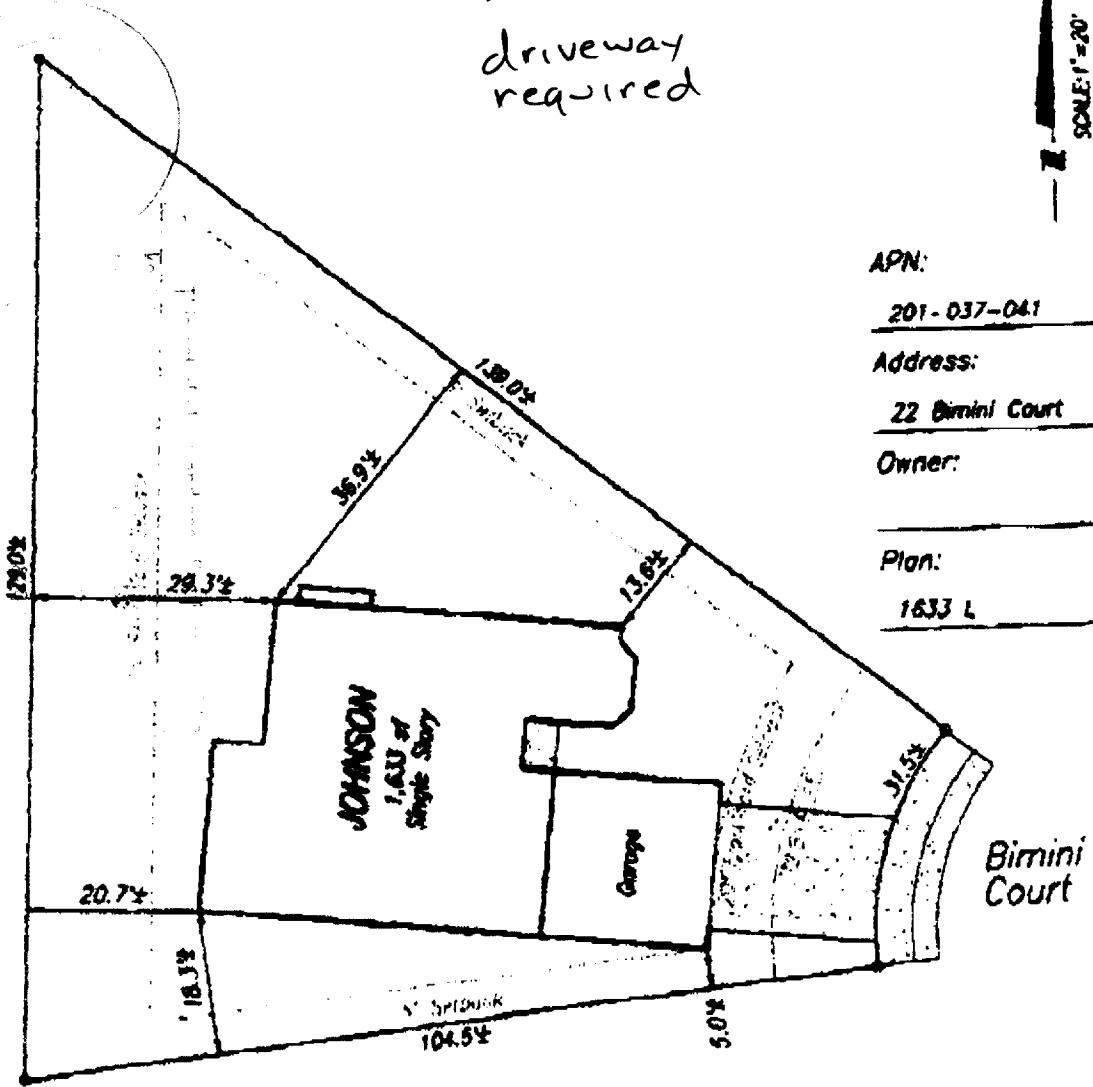 driveway
required
SCALE: 1"=20'
APN:
201-037-041
Address:
22 Bimini Court
Owner:
Plan:
1633 L
139.0'±
Setback
36.9'±
13.6'±
129.0'±
29.3'±
JOHNSON
1,633 sf
Single Story
Garage
31.5'±
Bimini
Court
20.7'±
18.3'±
5' Setback
104.5'±
5.0'±